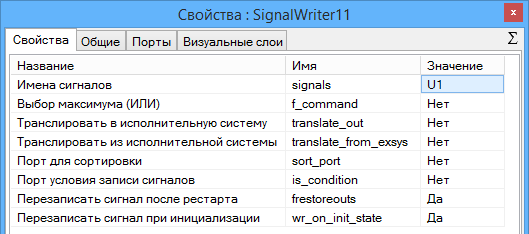 Свойства : SignalWriter11 x
Свойства Общие Порты Визуальные слои Σ
Название Имя Значение
Имена сигналов signals U1
Выбор максимума (ИЛИ) f_command Нет
Транслировать в исполнительную систему translate_out Нет
Транслировать из исполнительной системы translate_from_exsys Нет
Порт для сортировки sort_port Нет
Порт условия записи сигналов is_condition Нет
Перезаписать сигнал после рестарта frestoreouts Да
Перезаписать сигнал при инициализации wr_on_init_state Да